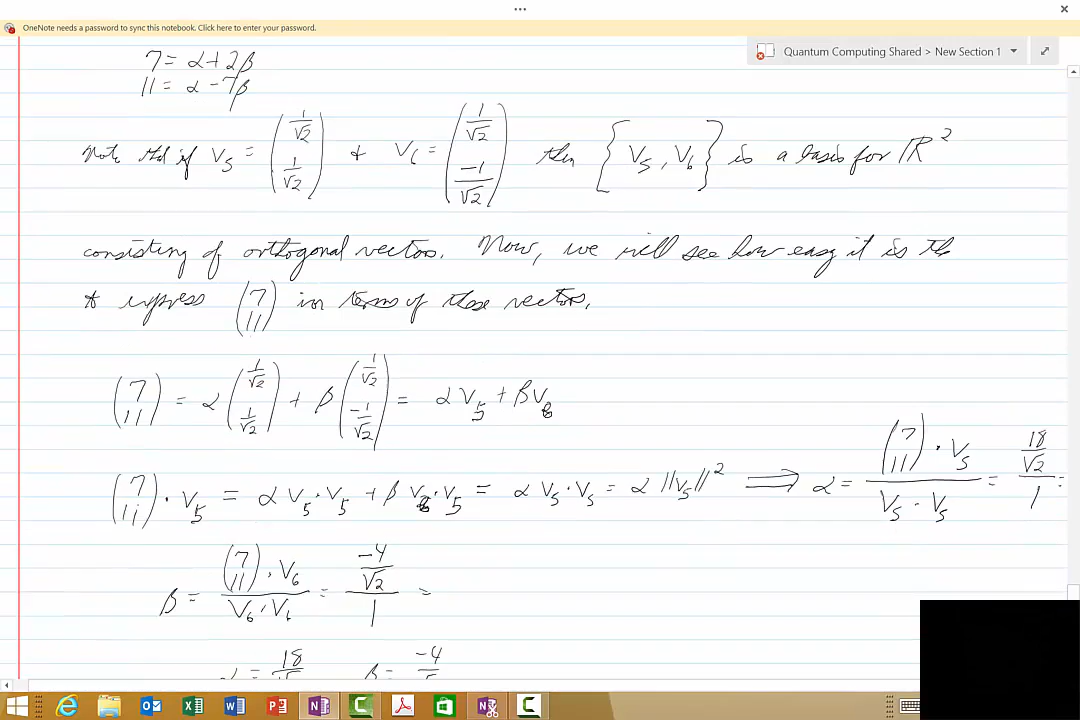 OneNote needs a password to sync this notebook. Click here to enter your password.
Quantum Computing Shared > New Section 1
7 = α + 2β
11 = α - 7β
Note that if V₅ = (1/√2, 1/√2) + V₆ = (1/√2, -1/√2) then {V₅, V₆} is a basis for ℝ²
consisting of orthogonal vectors. Now, we will see how easy it is th
to express (7, 11) in terms of these vectors.
(7, 11) = α(1/√2, 1/√2) + β(1/√2, -1/√2) = αV₅ + βV₆
(7, 11) · V₅ = αV₅·V₅ + βV₆·V₅ = αV₅·V₅ = α‖V₅‖² ⟹ α = ((7, 11) · V₅)/(V₅ · V₅) = (18/√2)/1 =
β = ((7, 11) · V₆)/(V₆ · V₆) = (-4/√2)/1 =
α = 18 β = -4